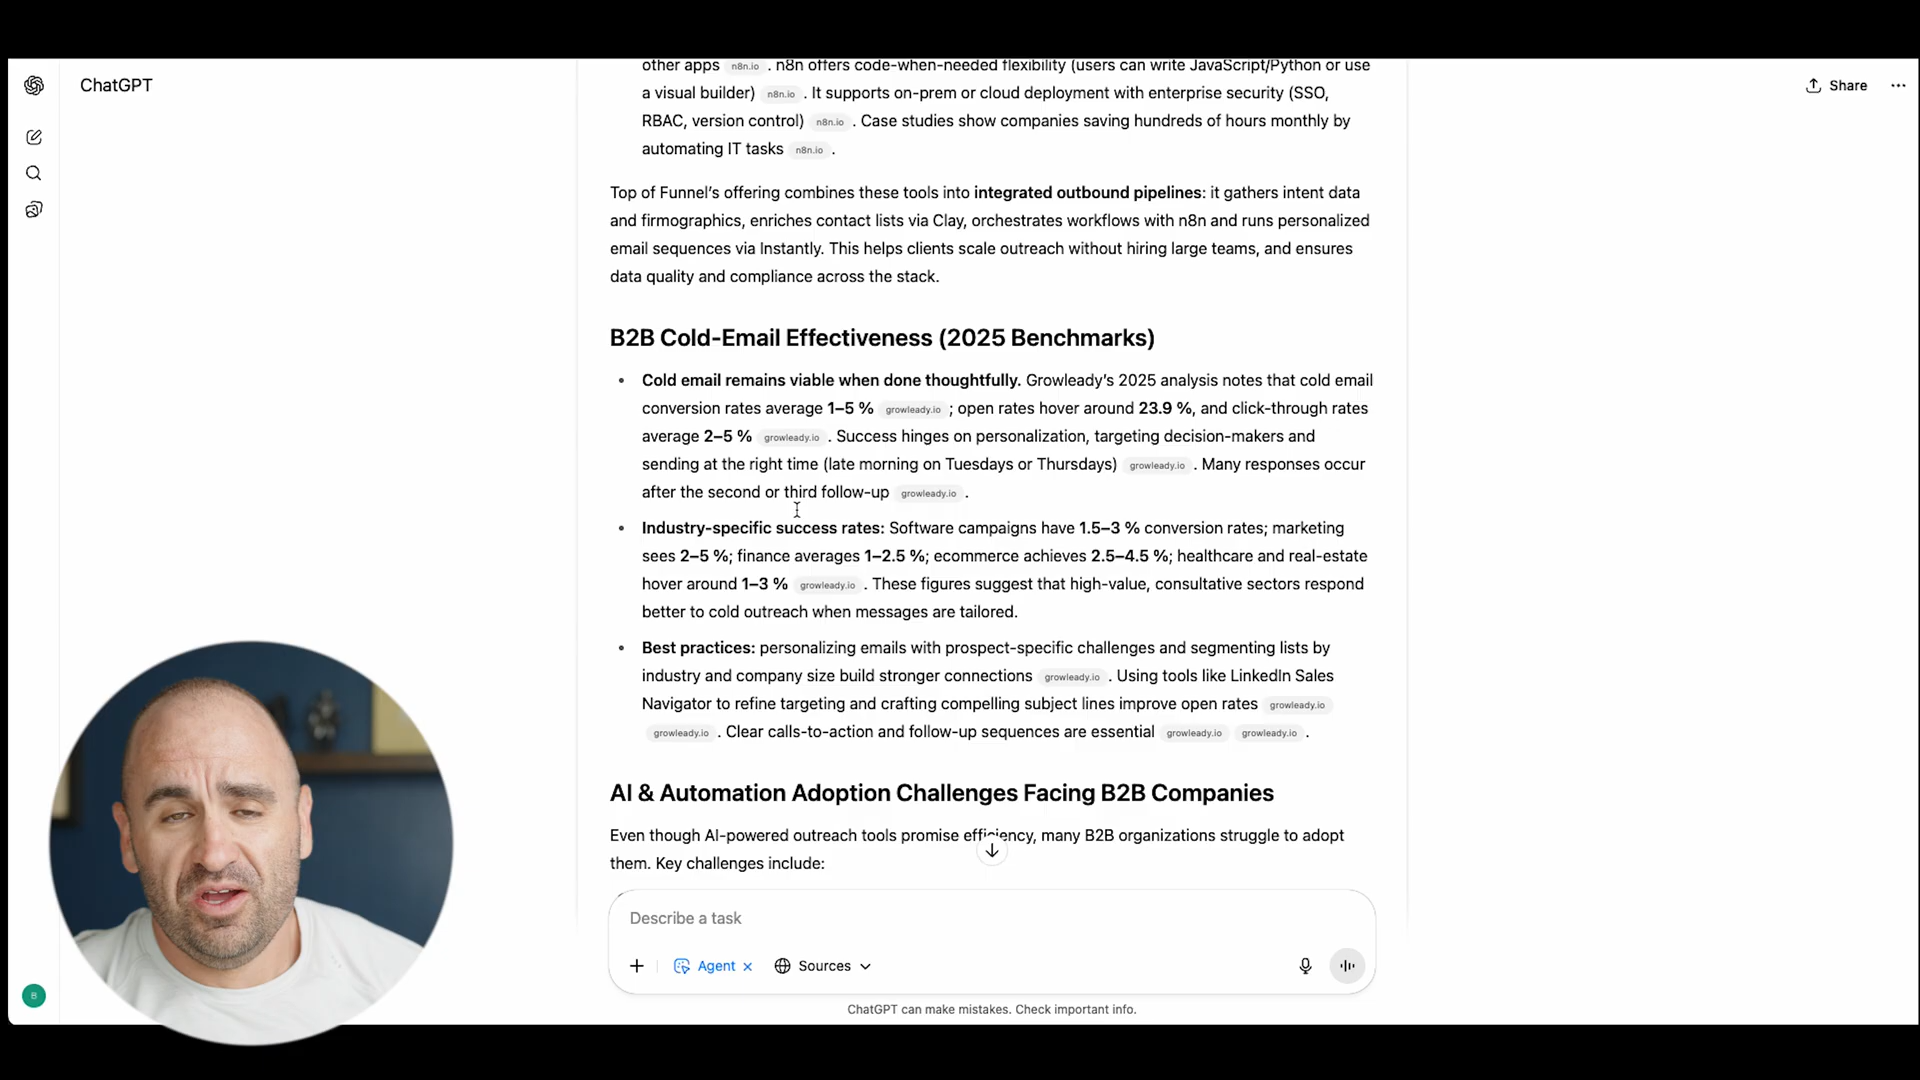 ChatGPT
Share
other apps n8n.io . n8n offers code-when-needed flexibility (users can write JavaScript/Python or use
a visual builder) n8n.io . It supports on-prem or cloud deployment with enterprise security (SSO,
RBAC, version control) n8n.io . Case studies show companies saving hundreds of hours monthly by
automating IT tasks n8n.io .
Top of Funnel’s offering combines these tools into integrated outbound pipelines: it gathers intent data
and firmographics, enriches contact lists via Clay, orchestrates workflows with n8n and runs personalized
email sequences via Instantly. This helps clients scale outreach without hiring large teams, and ensures
data quality and compliance across the stack.
B2B Cold-Email Effectiveness (2025 Benchmarks)
• Cold email remains viable when done thoughtfully. Growleady’s 2025 analysis notes that cold email
conversion rates average 1–5 % growleady.io ; open rates hover around 23.9 %, and click-through rates
average 2–5 % growleady.io . Success hinges on personalization, targeting decision-makers and
sending at the right time (late morning on Tuesdays or Thursdays) growleady.io . Many responses occur
after the second or third follow-up growleady.io .
• Industry-specific success rates: Software campaigns have 1.5–3 % conversion rates; marketing
sees 2–5 %; finance averages 1–2.5 %; ecommerce achieves 2.5–4.5 %; healthcare and real-estate
hover around 1–3 % growleady.io . These figures suggest that high-value, consultative sectors respond
better to cold outreach when messages are tailored.
• Best practices: personalizing emails with prospect-specific challenges and segmenting lists by
industry and company size build stronger connections growleady.io . Using tools like LinkedIn Sales
Navigator to refine targeting and crafting compelling subject lines improve open rates growleady.io
growleady.io . Clear calls-to-action and follow-up sequences are essential growleady.io growleady.io .
AI & Automation Adoption Challenges Facing B2B Companies
Even though AI-powered outreach tools promise efficiency, many B2B organizations struggle to adopt
them. Key challenges include:
Describe a task
Agent
Sources
B
ChatGPT can make mistakes. Check important info.